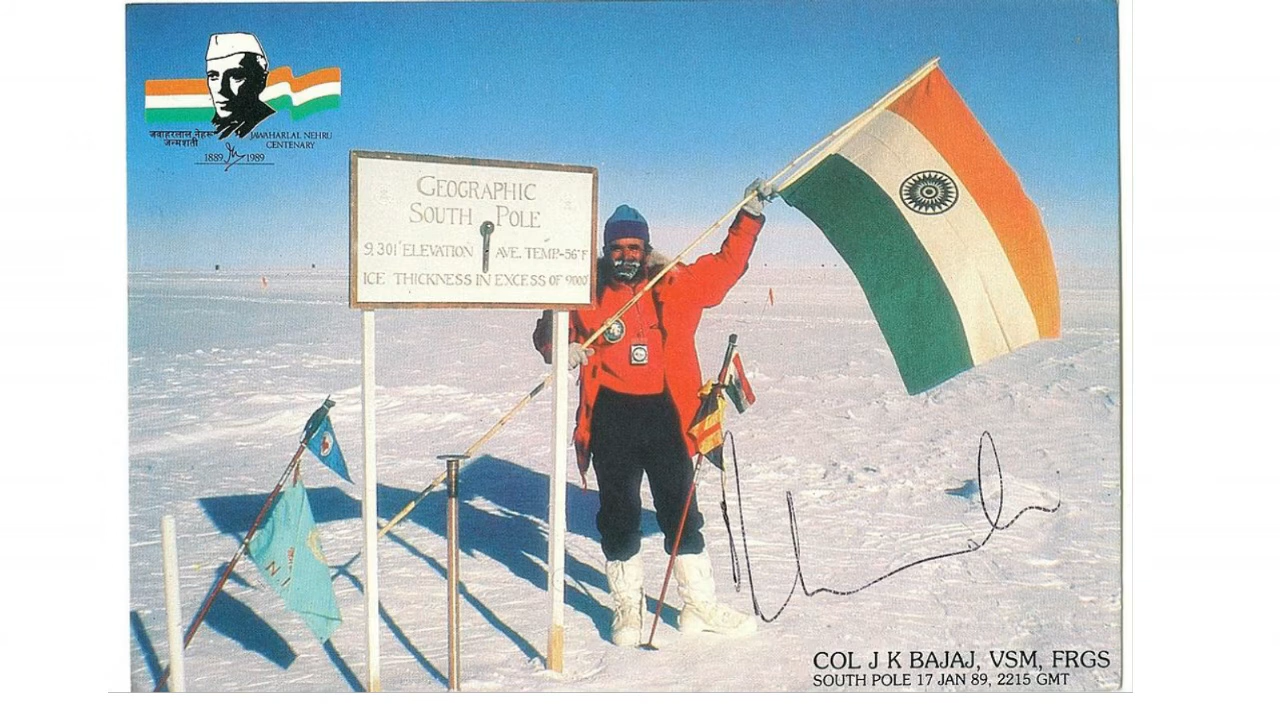 जवाहरलाल नेहरू
जन्मशती
JAWAHARLAL NEHRU
CENTENARY
1889 1989
GEOGRAPHIC
SOUTH POLE
9,301' ELEVATION AVE. TEMP-56°F
ICE THICKNESS IN EXCESS OF 9000'
COL J K BAJAJ, VSM, FRGS
SOUTH POLE 17 JAN 89, 2215 GMT